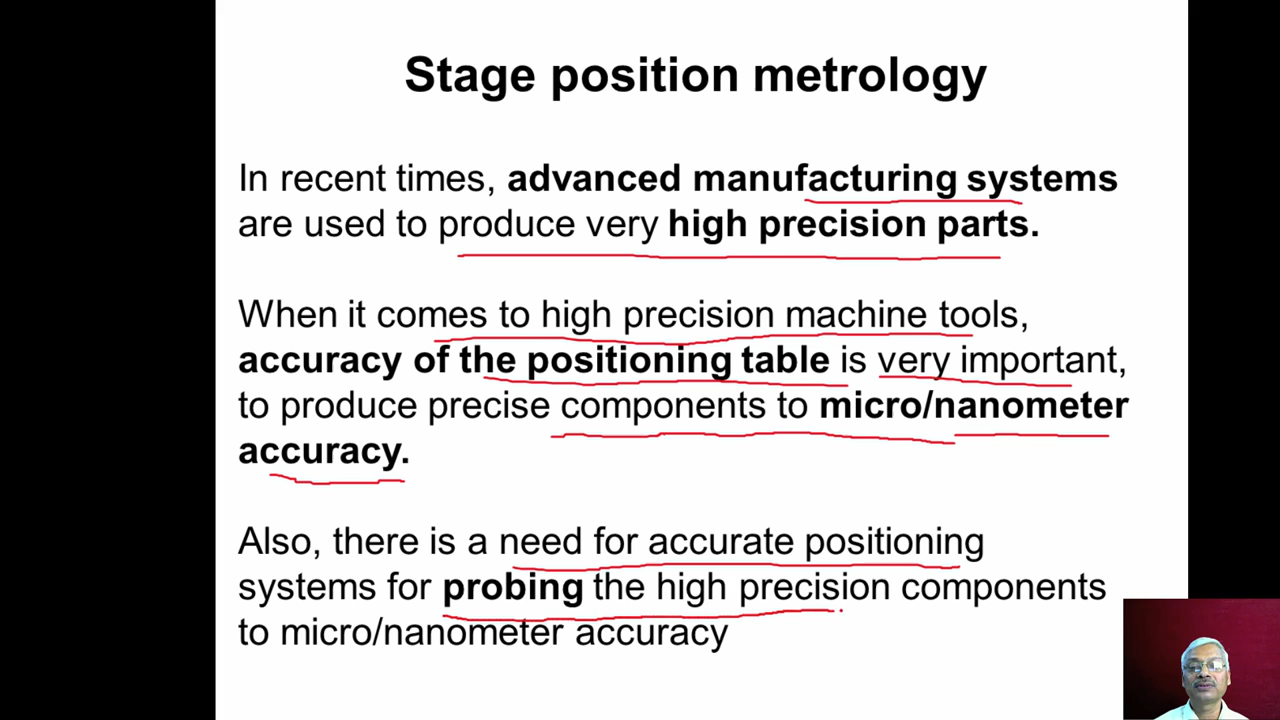 Stage position metrology
In recent times, advanced manufacturing systems
are used to produce very high precision parts.
When it comes to high precision machine tools,
accuracy of the positioning table is very important,
to produce precise components to micro/nanometer
accuracy.
Also, there is a need for accurate positioning
systems for probing the high precision components
to micro/nanometer accuracy